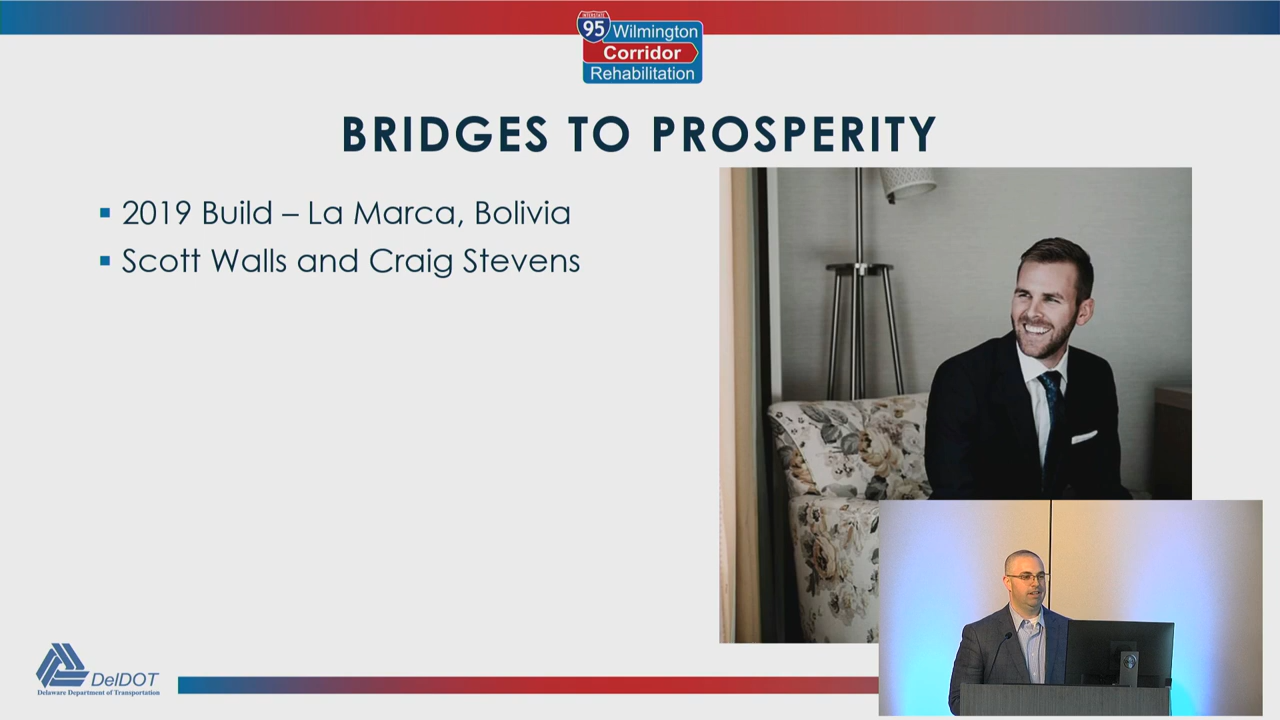 INTERSTATE
95 Wilmington
Corridor
Rehabilitation
BRIDGES TO PROSPERITY
2019 Build – La Marca, Bolivia
Scott Walls and Craig Stevens
DelDOT
Delaware Department of Transportation